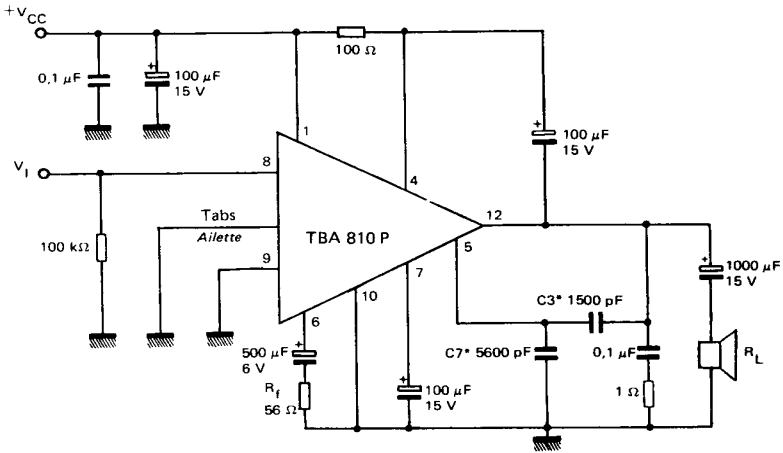 +VCC
100 Ω
0,1 µF
+
100 µF
15 V
1
4
+
100 µF
15 V
VI
8
Tabs
Ailette
TBA 810 P
12
100 kΩ
9
5
10
7
6
+
1000 µF
15 V
C3* 1500 pF
+
500 µF
6 V
C7* 5600 pF
0,1 µF
RL
Rf
56 Ω
+
100 µF
15 V
1 Ω